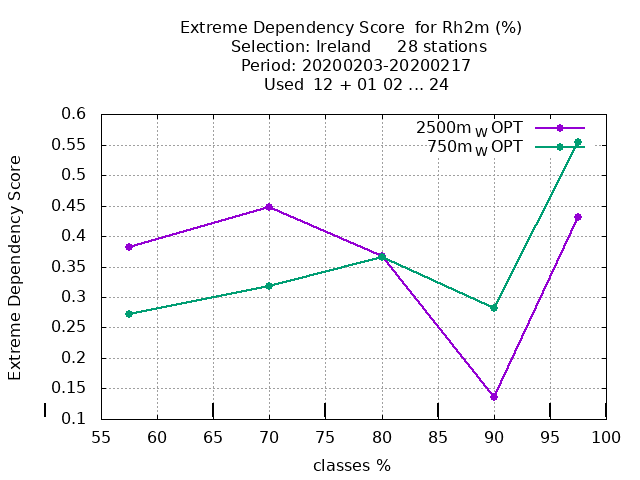 Extreme Dependency Score  for Rh2m (%)
Selection: Ireland     28 stations
Period: 20200203-20200217
Used  12 + 01 02 ... 24
2500m W OPT
750m W OPT
Extreme Dependency Score
0.6
0.55
0.5
0.45
0.4
0.35
0.3
0.25
0.2
0.15
0.1
55 60 65 70 75 80 85 90 95 100
classes %